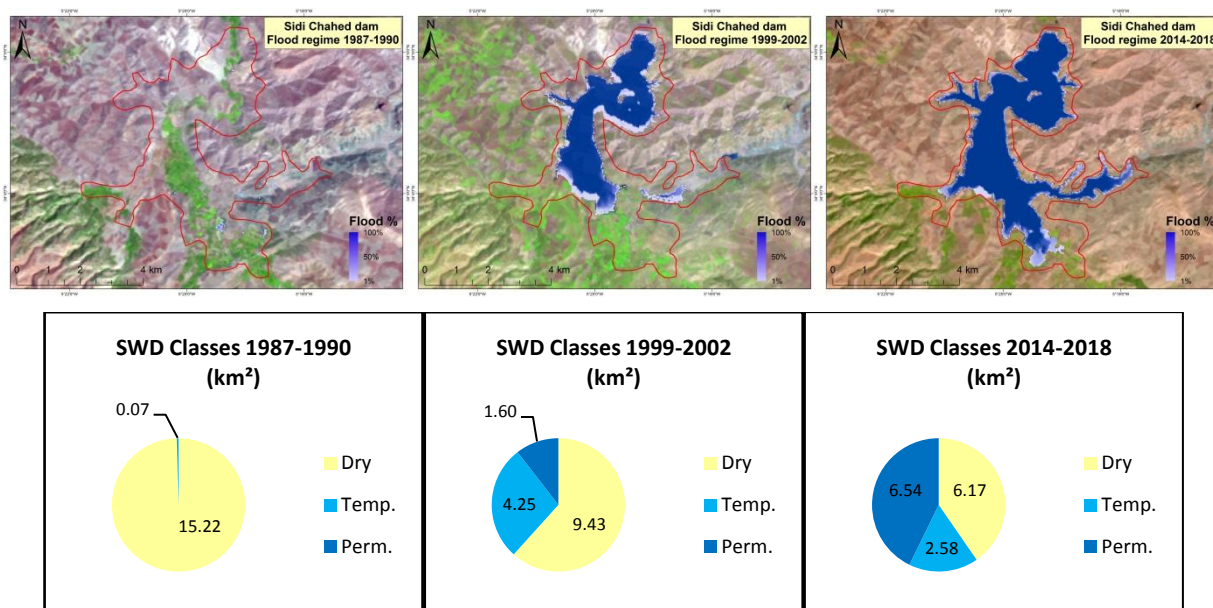 N
Sidi Chahed dam
Flood regime 1987-1990
Flood %
100%
50%
1%
0 1 2 4 km
N
Sidi Chahed dam
Flood regime 1999-2002
Flood %
100%
50%
1%
0 1 2 4 km
N
Sidi Chahed dam
Flood regime 2014-2018
Flood %
100%
50%
1%
0 1 2 4 km
SWD Classes 1987-1990
(km²)
0.07
15.22
Dry
Temp.
Perm.
SWD Classes 1999-2002
(km²)
1.60
4.25
9.43
Dry
Temp.
Perm.
SWD Classes 2014-2018
(km²)
6.54
6.17
2.58
Dry
Temp.
Perm.